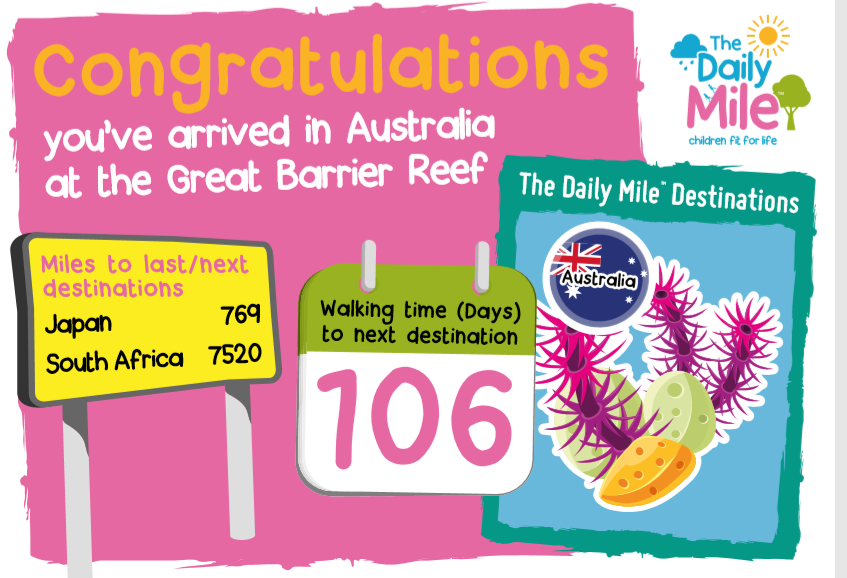 Congratulations
you've arrived in Australia
at the Great Barrier Reef
The
Daily
Mile™
children fit for life
The Daily Mile™ Destinations
Australia
Miles to last/next
destinations
Japan 769
South Africa 7520
Walking time (Days)
to next destination
106